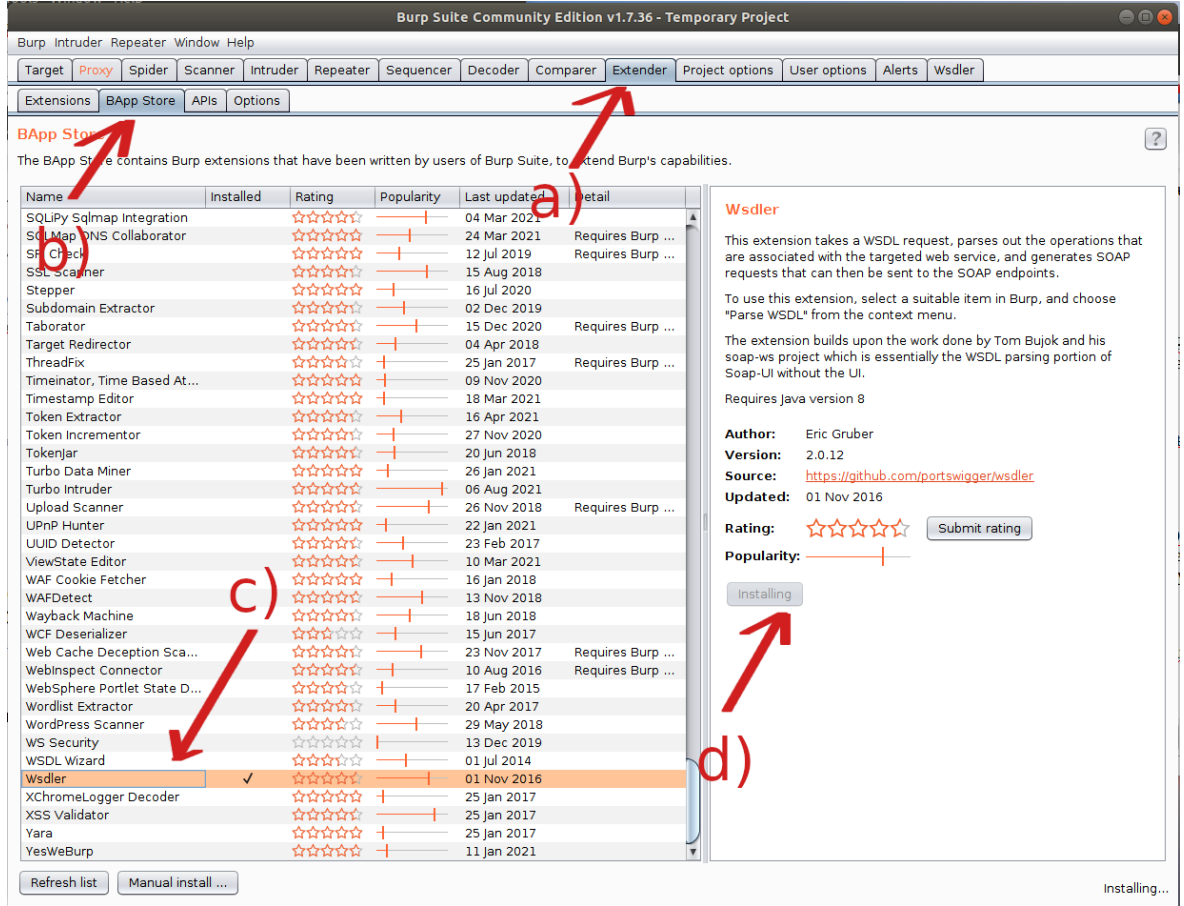 Burp Suite Community Edition v1.7.36 - Temporary Project
Burp Intruder Repeater Window Help
Target Proxy Spider Scanner Intruder Repeater Sequencer Decoder Comparer Extender Project options User options Alerts Wsdler
Extensions BApp Store APIs Options
BApp Store
?
The BApp Store contains Burp extensions that have been written by users of Burp Suite, to extend Burp's capabilities.
a)
b)
c)
d)
Name Installed Rating Popularity Last updated Detail
SQLiPy Sqlmap Integration 04 Mar 2021
SQLMap DNS Collaborator 24 Mar 2021 Requires Burp ...
Check 12 Jul 2019 Requires Burp ...
SSL Scanner 15 Aug 2018
Stepper 16 Jul 2020
Subdomain Extractor 02 Dec 2019
Taborator 15 Dec 2020 Requires Burp ...
Target Redirector 04 Apr 2018
ThreadFix 25 Jan 2017 Requires Burp ...
Timeinator, Time Based At... 09 Nov 2020
Timestamp Editor 18 Mar 2021
Token Extractor 16 Apr 2021
Token Incrementor 27 Nov 2020
TokenJar 20 Jun 2018
Turbo Data Miner 26 Jan 2021
Turbo Intruder 06 Aug 2021
Upload Scanner 26 Nov 2018 Requires Burp ...
UPnP Hunter 22 Jan 2021
UUID Detector 23 Feb 2017
ViewState Editor 10 Mar 2021
WAF Cookie Fetcher 16 Jan 2018
WAFDetect 13 Nov 2018
Wayback Machine 18 Jun 2018
WCF Deserializer 15 Jun 2017
Web Cache Deception Sca... 23 Nov 2017 Requires Burp ...
WebInspect Connector 10 Aug 2016 Requires Burp ...
WebSphere Portlet State D... 17 Feb 2015
Wordlist Extractor 20 Apr 2017
WordPress Scanner 29 May 2018
WS Security 13 Dec 2019
WSDL Wizard 01 Jul 2014
Wsdler ✓ 01 Nov 2016
XChromeLogger Decoder 25 Jan 2017
XSS Validator 25 Jan 2017
Yara 25 Jan 2017
YesWeBurp 11 Jan 2021
Wsdler
This extension takes a WSDL request, parses out the operations that
are associated with the targeted web service, and generates SOAP
requests that can then be sent to the SOAP endpoints.
To use this extension, select a suitable item in Burp, and choose
"Parse WSDL" from the context menu.
The extension builds upon the work done by Tom Bujok and his
soap-ws project which is essentially the WSDL parsing portion of
Soap-UI without the UI.
Requires Java version 8
Author: Eric Gruber
Version: 2.0.12
Source: https://github.com/portswigger/wsdler
Updated: 01 Nov 2016
Rating: Submit rating
Popularity:
Installing
Refresh list Manual install ...
Installing...